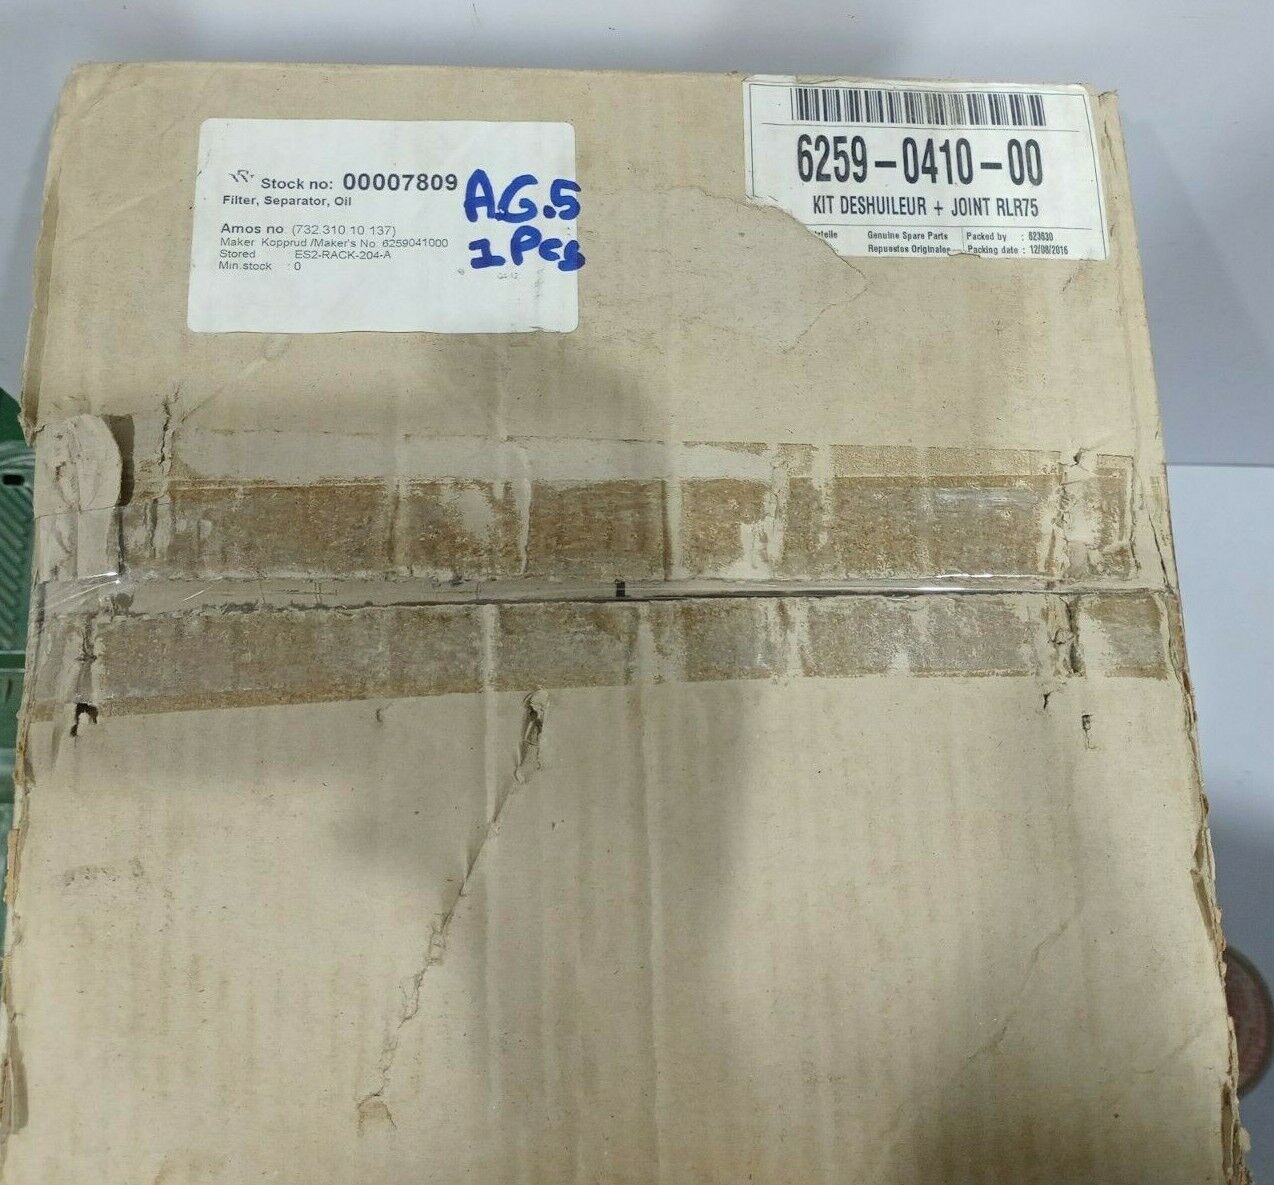 Stock no: 00007809
Filter, Separator, Oil
Amos no (732.310 10 137)
Maker Kopprud /Maker's No. 6259041000
Stored ES2-RACK-204-A
Min.stock : 0
A.G.5
1 Pcs
6259-0410-00
KIT DESHUILEUR + JOINT RLR75
Genuine Spare Parts
Repuestos Originales
Packed by : 623630
Packing date : 12/08/2016